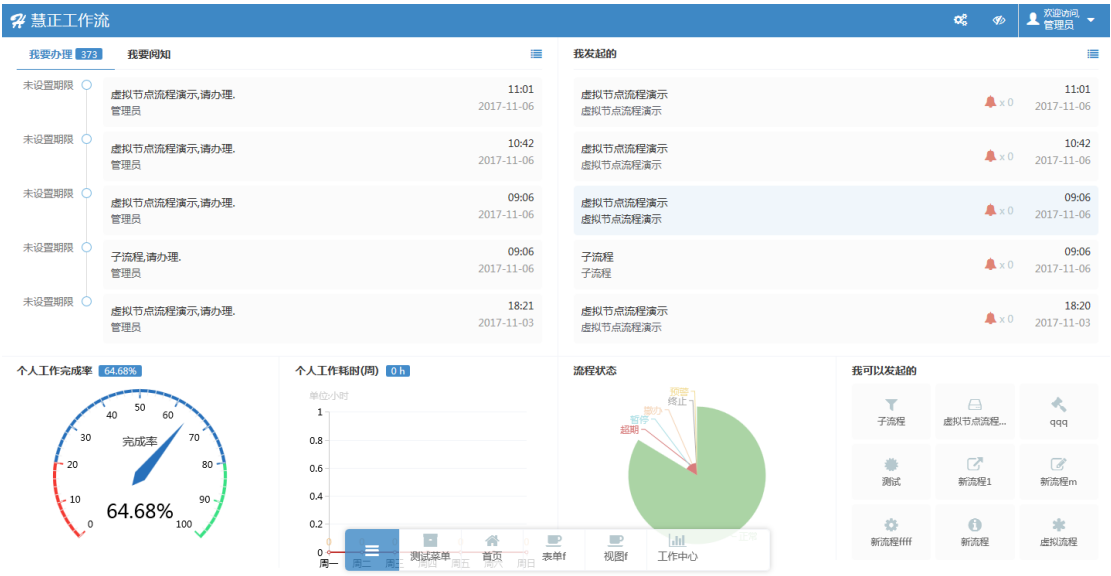 慧正工作流
欢迎访问,
管理员
我要办理 373 我要阅知
未设置期限
虚拟节点流程演示,请办理.
管理员
11:01
2017-11-06
未设置期限
虚拟节点流程演示,请办理.
管理员
10:42
2017-11-06
未设置期限
虚拟节点流程演示,请办理.
管理员
09:06
2017-11-06
未设置期限
子流程,请办理.
管理员
09:06
2017-11-06
未设置期限
虚拟节点流程演示,请办理.
管理员
18:21
2017-11-03
我发起的
虚拟节点流程演示
虚拟节点流程演示
x 0
11:01
2017-11-06
虚拟节点流程演示
虚拟节点流程演示
x 0
10:42
2017-11-06
虚拟节点流程演示
虚拟节点流程演示
x 0
09:06
2017-11-06
子流程
子流程
x 0
09:06
2017-11-06
虚拟节点流程演示
虚拟节点流程演示
x 0
18:20
2017-11-03
个人工作完成率 64.68%
0
10
20
30
40
50
60
70
80
90
100
完成率
64.68%
个人工作耗时(周) 0 h
单位:小时
1
0.8
0.6
0.4
0.2
0
0
周一 周二 周三 周四 周五 周六 周日
流程状态
预警
终止
督办
暂停
超期
正常
我可以发起的
子流程 虚拟节点流程... qqq
测试 新流程1 新流程m
新流程ffff 新流程 虚拟流程
测试菜单 首页 表单f 视图f 工作中心